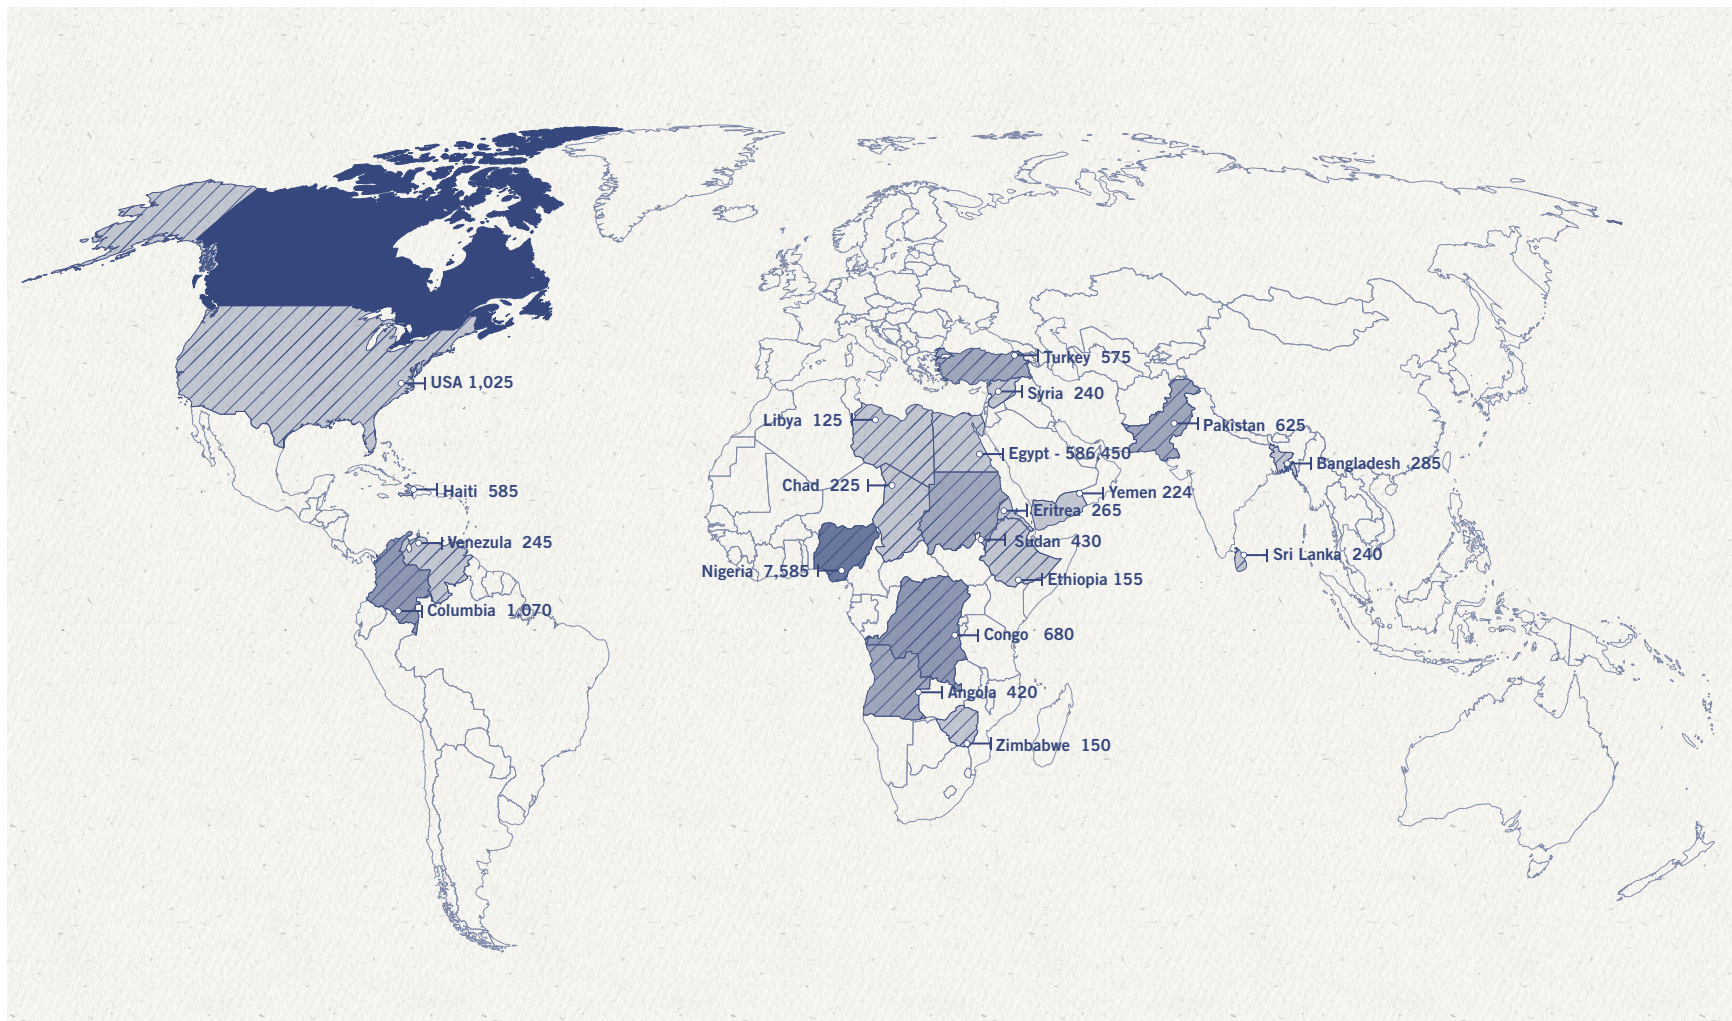 Turkey 575
USA 1,025
Syria 240
Libya 125
Pakistan 625
Egypt - 586,450
Bangladesh 285
Chad 225
Haiti 585
Yemen 224
Eritrea 265
Venezula 245
Sudan 430
Sri Lanka 240
Nigeria 7,585
Ethiopia 155
Columbia 1,070
Congo 680
Angola 420
Zimbabwe 150